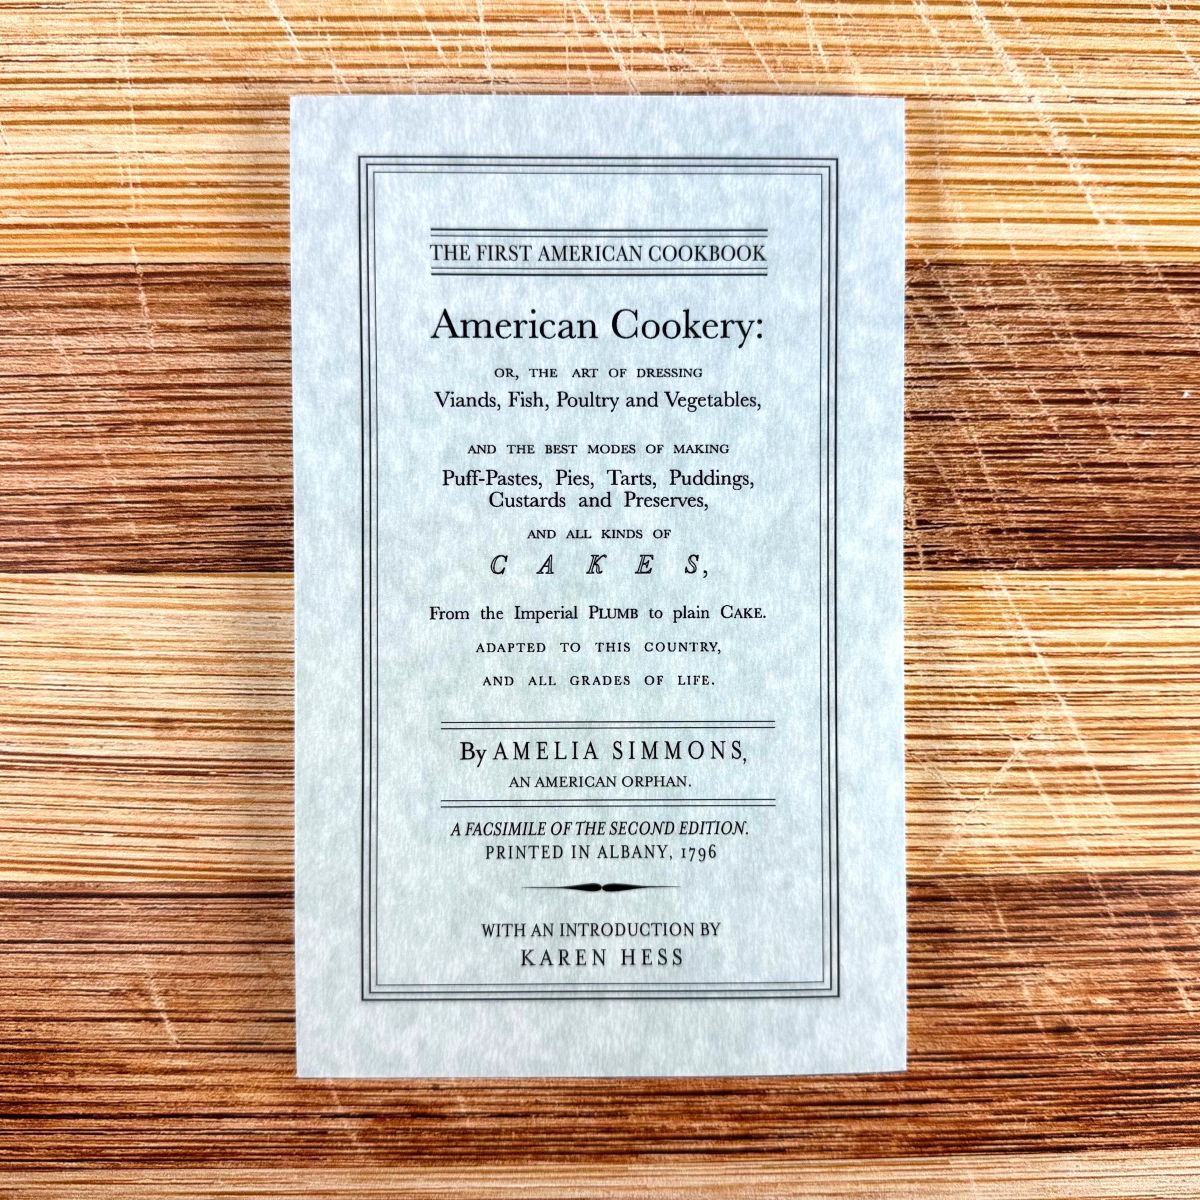 THE FIRST AMERICAN COOKBOOK
American Cookery:
OR, THE ART OF DRESSING
Viands, Fish, Poultry and Vegetables,
AND THE BEST MODES OF MAKING
Puff-Pastes, Pies, Tarts, Puddings,
Custards and Preserves,
AND ALL KINDS OF
CAKES,
From the Imperial PLUMB to plain CAKE.
ADAPTED TO THIS COUNTRY,
AND ALL GRADES OF LIFE.
By AMELIA SIMMONS,
AN AMERICAN ORPHAN.
A FACSIMILE OF THE SECOND EDITION.
PRINTED IN ALBANY, 1796
WITH AN INTRODUCTION BY
KAREN HESS